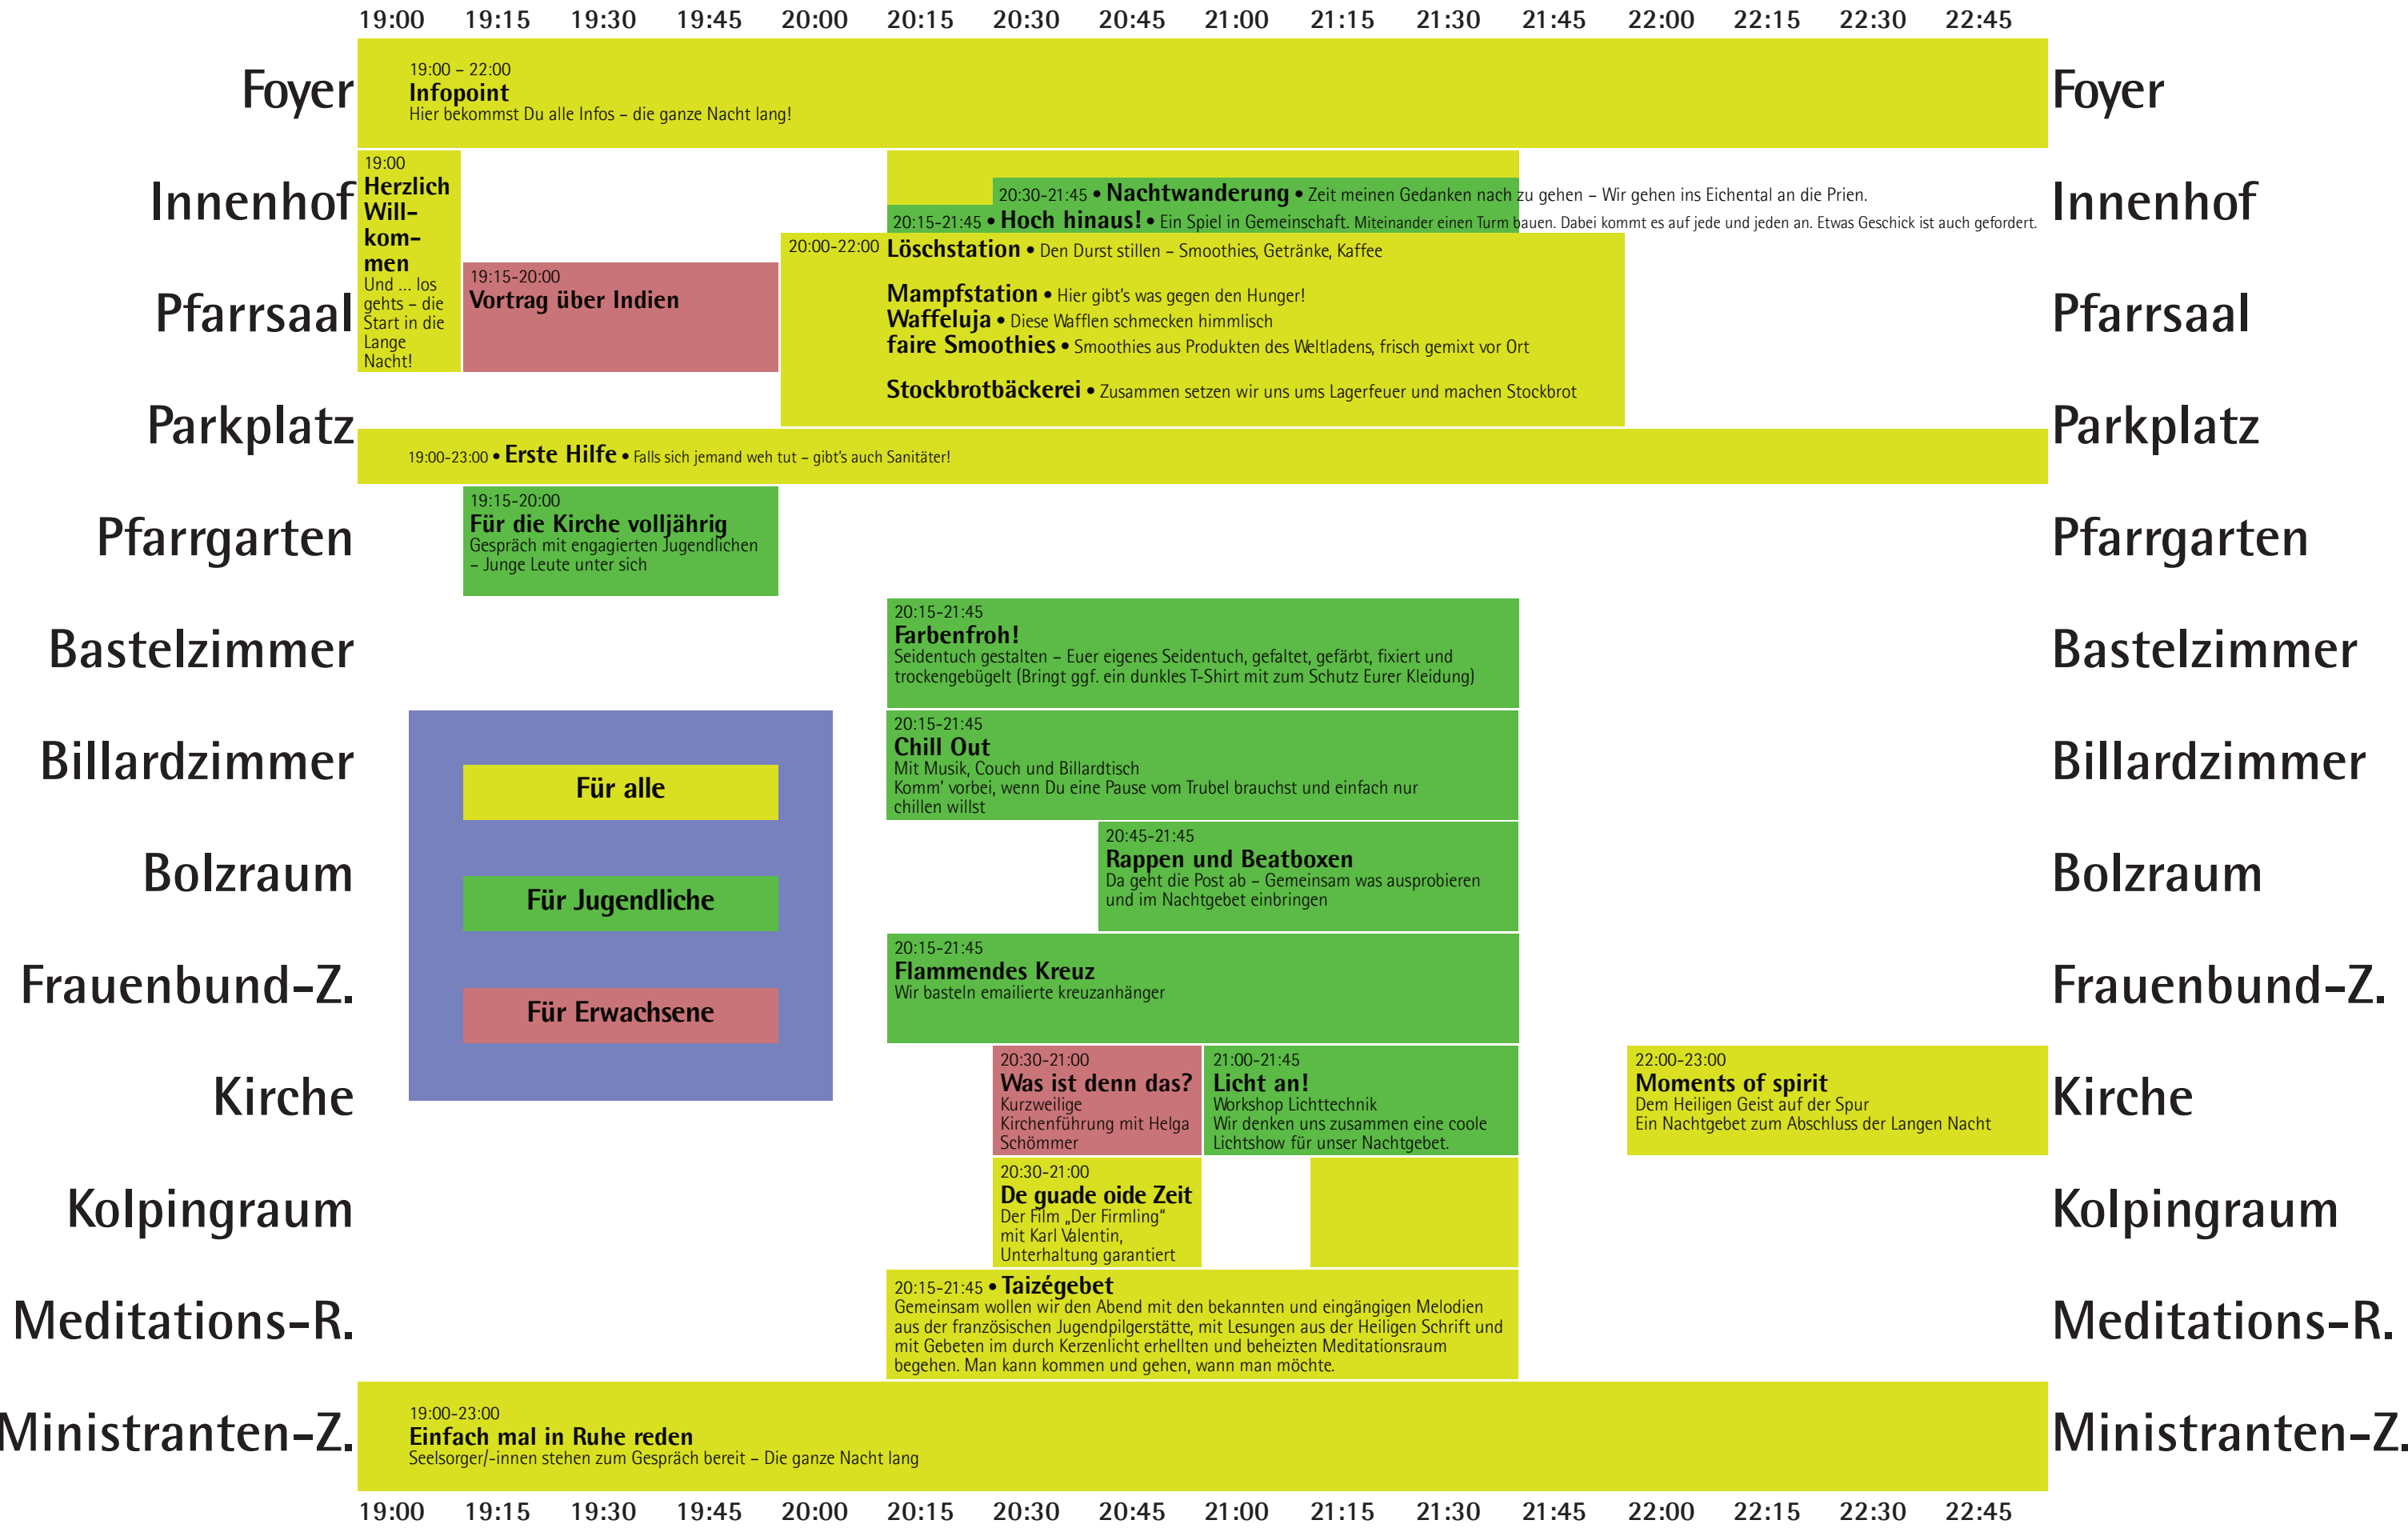 19:00 19:15 19:30 19:45 20:00 20:15 20:30 20:45 21:00 21:15 21:30 21:45 22:00 22:15 22:30 22:45
Foyer
19:00 – 22:00
Infopoint
Hier bekommst Du alle Infos – die ganze Nacht lang!
Foyer
Innenhof
19:00
Herzlich
Will-
kom-
men
Und ... los
gehts – die
Start in die
Lange
Nacht!
20:30-21:45 • Nachtwanderung • Zeit meinen Gedanken nach zu gehen – Wir gehen ins Eichental an die Prien.
20:15-21:45 • Hoch hinaus! • Ein Spiel in Gemeinschaft. Miteinander einen Turm bauen. Dabei kommt es auf jede und jeden an. Etwas Geschick ist auch gefordert.
Innenhof
Pfarrsaal
19:15-20:00
Vortrag über Indien
20:00-22:00 Löschstation • Den Durst stillen – Smoothies, Getränke, Kaffee
Mampfstation • Hier gibt's was gegen den Hunger!
Waffeluja • Diese Wafflen schmecken himmlisch
faire Smoothies • Smoothies aus Produkten des Weltladens, frisch gemixt vor Ort
Stockbrotbäckerei • Zusammen setzen wir uns ums Lagerfeuer und machen Stockbrot
Pfarrsaal
Parkplatz
19:00-23:00 • Erste Hilfe • Falls sich jemand weh tut – gibt's auch Sanitäter!
Parkplatz
Pfarrgarten
19:15-20:00
Für die Kirche volljährig
Gespräch mit engagierten Jugendlichen
– Junge Leute unter sich
Pfarrgarten
Bastelzimmer
20:15-21:45
Farbenfroh!
Seidentuch gestalten – Euer eigenes Seidentuch, gefaltet, gefärbt, fixiert und
trockengebügelt (Bringt ggf. ein dunkles T-Shirt mit zum Schutz Eurer Kleidung)
Bastelzimmer
Billardzimmer
Für alle
20:15-21:45
Chill Out
Mit Musik, Couch und Billardtisch
Komm' vorbei, wenn Du eine Pause vom Trubel brauchst und einfach nur
chillen willst
Billardzimmer
Bolzraum
Für Jugendliche
20:45-21:45
Rappen und Beatboxen
Da geht die Post ab – Gemeinsam was ausprobieren
und im Nachtgebet einbringen
Bolzraum
Frauenbund-Z.
Für Erwachsene
20:15-21:45
Flammendes Kreuz
Wir basteln emailierte kreuzanhänger
Frauenbund-Z.
Kirche
20:30-21:00
Was ist denn das?
Kurzweilige
Kirchenführung mit Helga
Schömmer
21:00-21:45
Licht an!
Workshop Lichttechnik
Wir denken uns zusammen eine coole
Lichtshow für unser Nachtgebet.
22:00-23:00
Moments of spirit
Dem Heiligen Geist auf der Spur
Ein Nachtgebet zum Abschluss der Langen Nacht
Kirche
Kolpingraum
20:30-21:00
De guade oide Zeit
Der Film „Der Firmling"
mit Karl Valentin,
Unterhaltung garantiert
Kolpingraum
Meditations-R.
20:15-21:45 • Taizégebet
Gemeinsam wollen wir den Abend mit den bekannten und eingängigen Melodien
aus der französischen Jugendpilgerstätte, mit Lesungen aus der Heiligen Schrift und
mit Gebeten im durch Kerzenlicht erhellten und beheizten Meditationsraum
begehen. Man kann kommen und gehen, wann man möchte.
Meditations-R.
Ministranten-Z.
19:00-23:00
Einfach mal in Ruhe reden
Seelsorger/-innen stehen zum Gespräch bereit – Die ganze Nacht lang
Ministranten-Z.
19:00 19:15 19:30 19:45 20:00 20:15 20:30 20:45 21:00 21:15 21:30 21:45 22:00 22:15 22:30 22:45